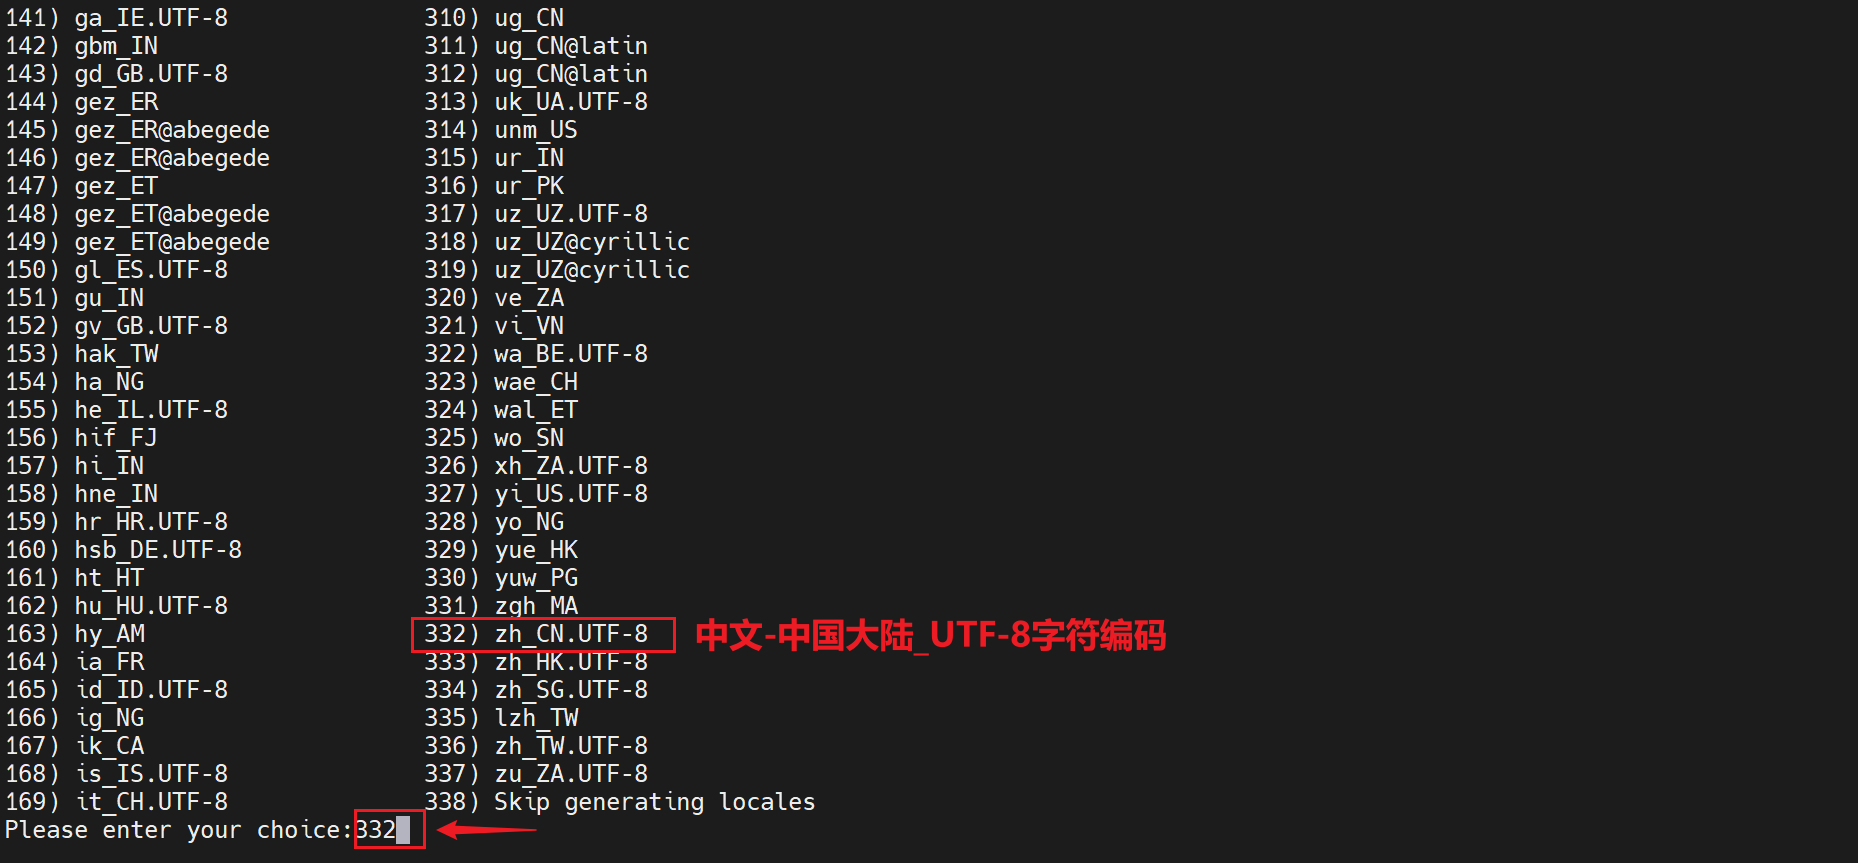 141) ga_IE.UTF-8 310) ug_CN
142) gbm_IN 311) ug_CN@latin
143) gd_GB.UTF-8 312) ug_CN@latin
144) gez_ER 313) uk_UA.UTF-8
145) gez_ER@abegede 314) unm_US
146) gez_ER@abegede 315) ur_IN
147) gez_ET 316) ur_PK
148) gez_ET@abegede 317) uz_UZ.UTF-8
149) gez_ET@abegede 318) uz_UZ@cyrillic
150) gl_ES.UTF-8 319) uz_UZ@cyrillic
151) gu_IN 320) ve_ZA
152) gv_GB.UTF-8 321) vi_VN
153) hak_TW 322) wa_BE.UTF-8
154) ha_NG 323) wae_CH
155) he_IL.UTF-8 324) wal_ET
156) hif_FJ 325) wo_SN
157) hi_IN 326) xh_ZA.UTF-8
158) hne_IN 327) yi_US.UTF-8
159) hr_HR.UTF-8 328) yo_NG
160) hsb_DE.UTF-8 329) yue_HK
161) ht_HT 330) yuw_PG
162) hu_HU.UTF-8 331) zgh_MA
163) hy_AM 332) zh_CN.UTF-8 中文-中国大陆_UTF-8字符编码
164) ia_FR 333) zh_HK.UTF-8
165) id_ID.UTF-8 334) zh_SG.UTF-8
166) ig_NG 335) lzh_TW
167) ik_CA 336) zh_TW.UTF-8
168) is_IS.UTF-8 337) zu_ZA.UTF-8
169) it_CH.UTF-8 338) Skip generating locales
Please enter your choice:332